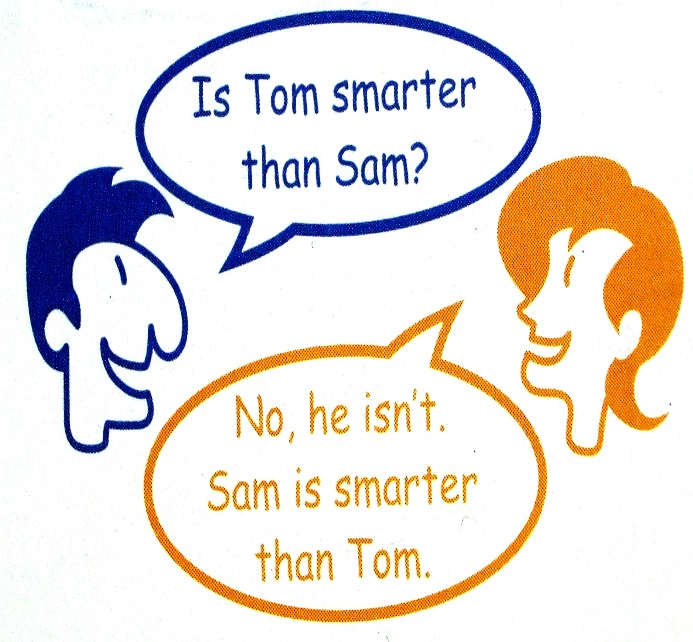 Is Tom smarter
than Sam?
No, he isn't.
Sam is smarter
than Tom.